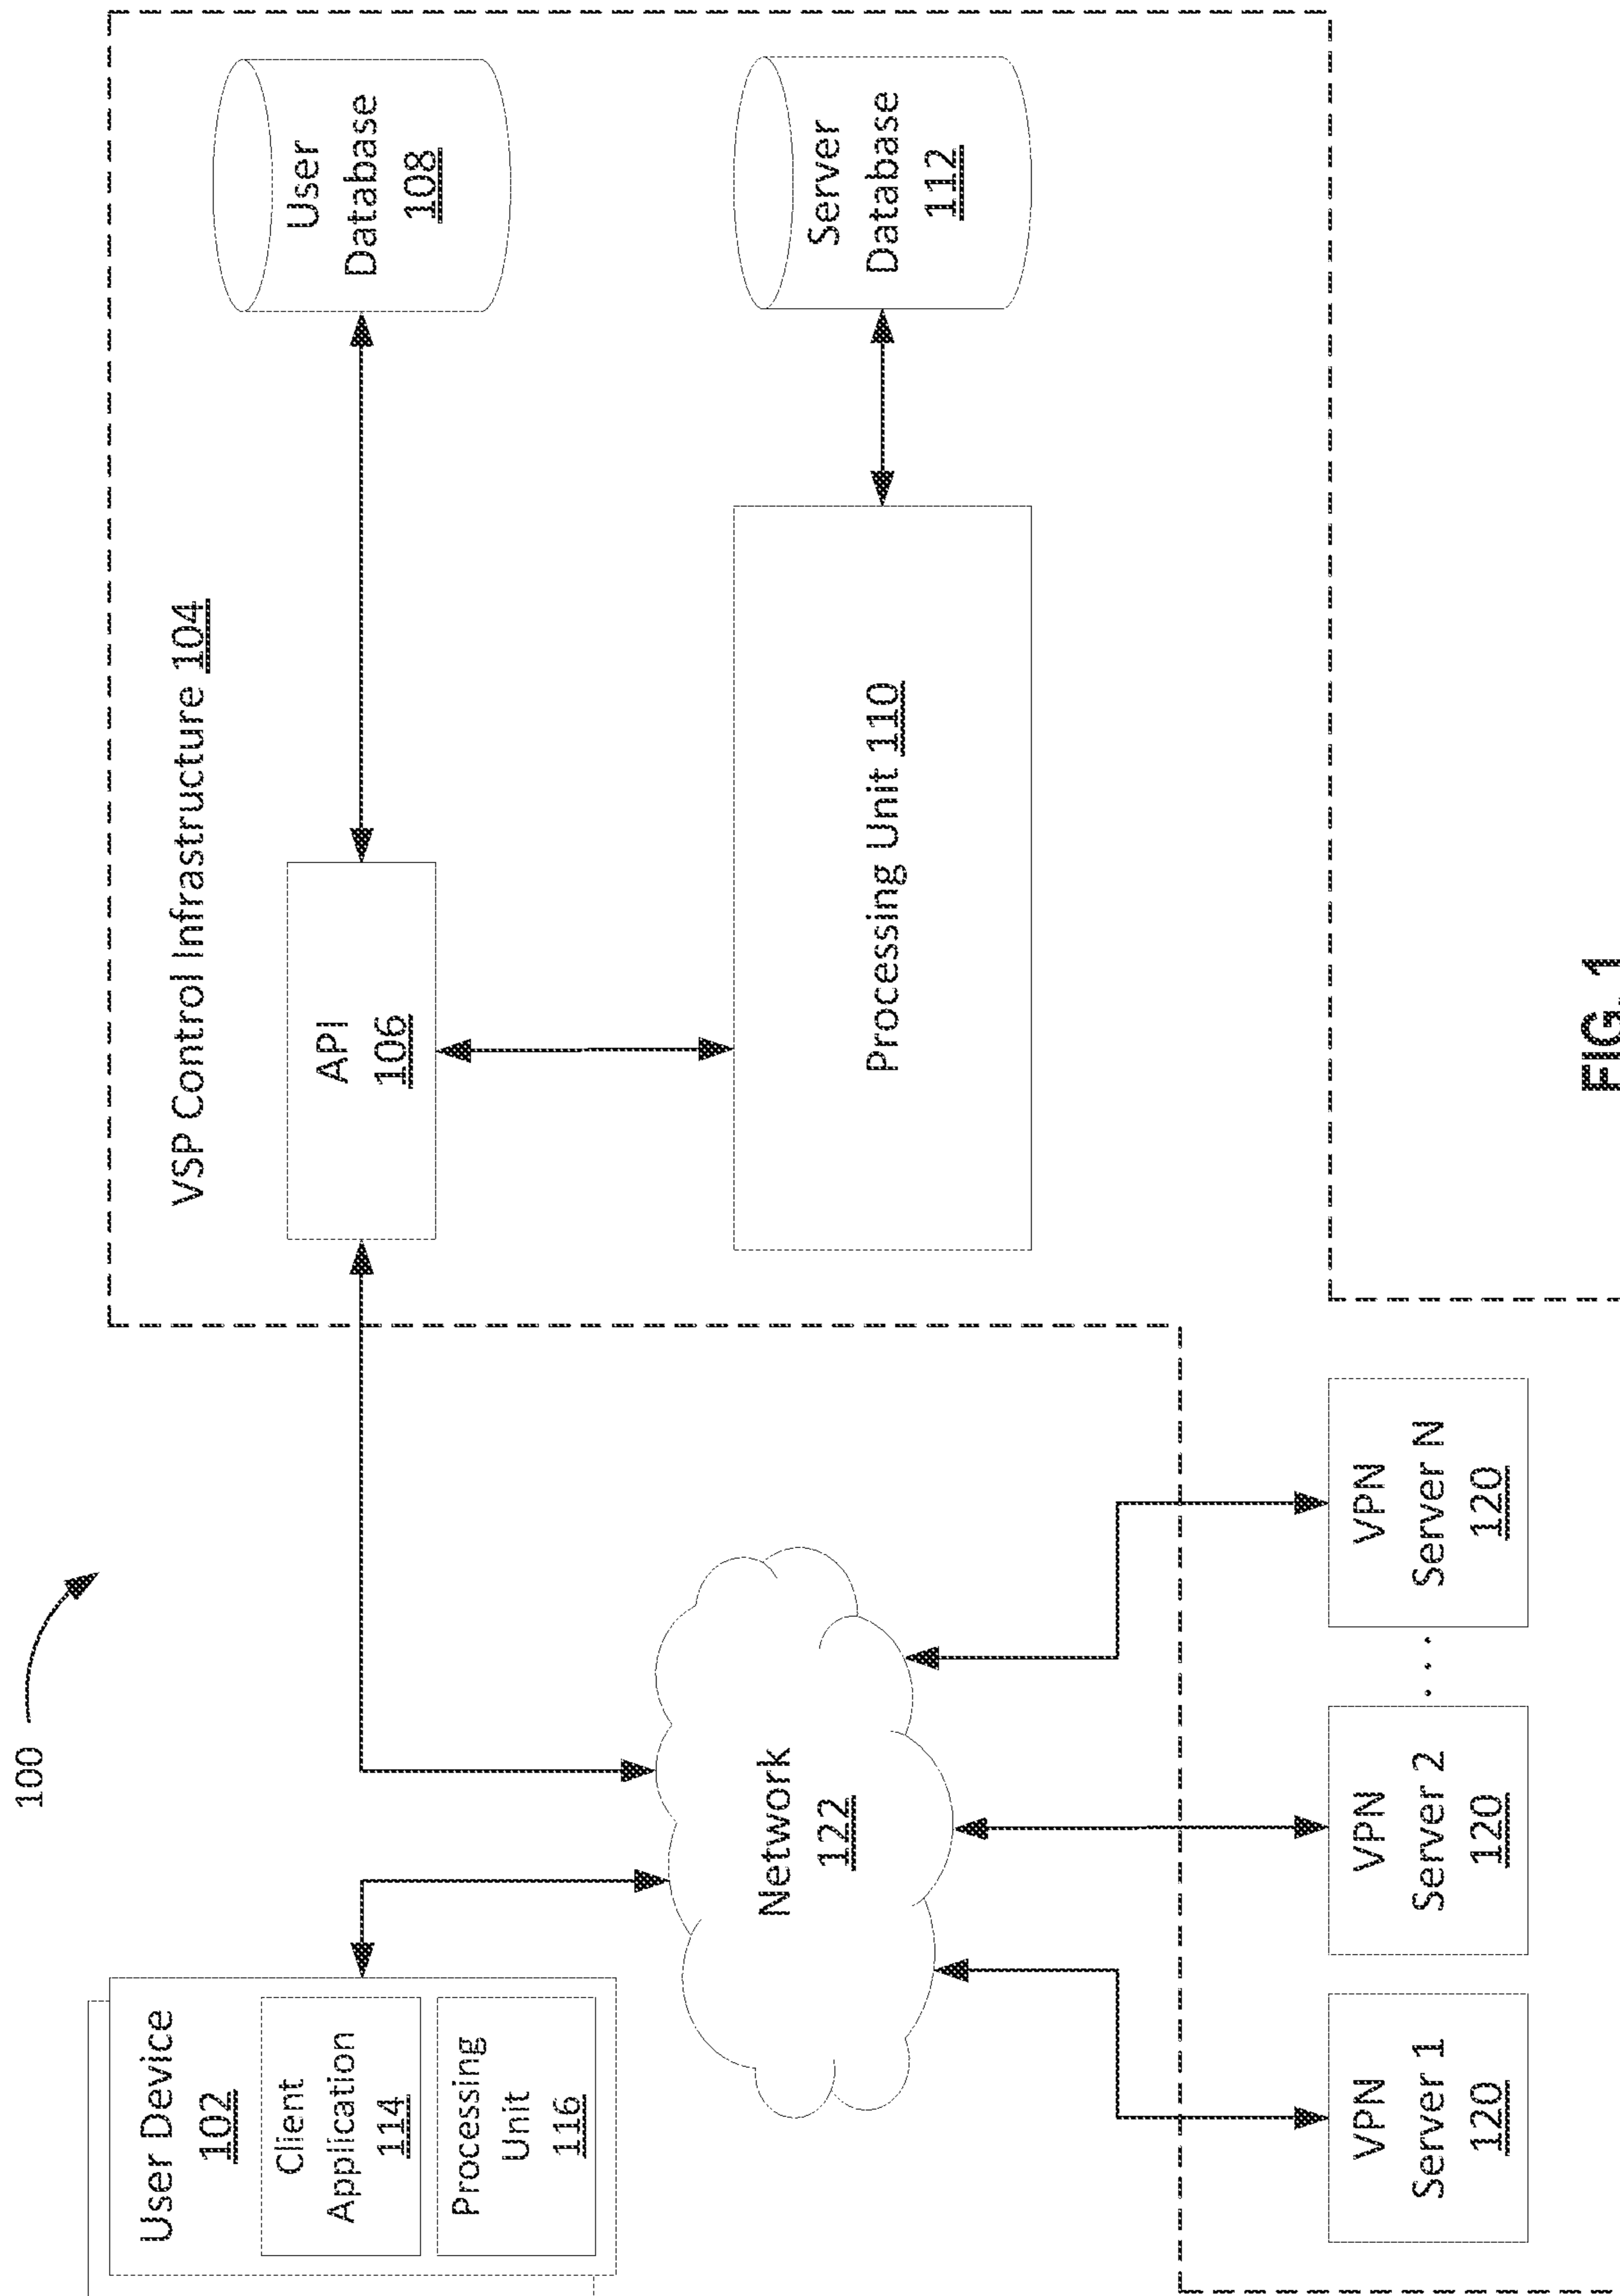 100
User Device
102
Client
Application
114
Processing
Unit
116
VSP Control Infrastructure 104
API
106
User
Database
108
Network
122
Processing Unit 110
Server
Database
112
VPN
Server 1
120
VPN
Server 2
120
. . .
VPN
Server N
120
FIG. 1